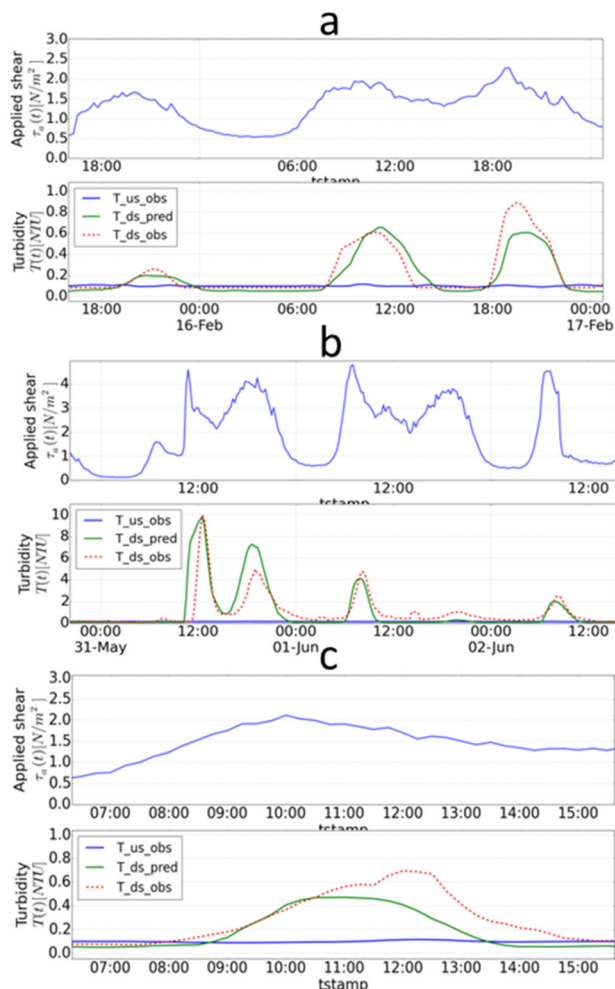 a
Applied shear
τₐ(t)[N/m²]
3.0
2.5
2.0
1.5
1.0
0.5
0.0
18:00 06:00 12:00 18:00
tstamp
Turbidity
T(t)[NTU]
1.0
0.8
0.6
0.4
0.2
0.0
T_us_obs
T_ds_pred
T_ds_obs
18:00 00:00 06:00 12:00 18:00 00:00
16-Feb 17-Feb
b
Applied shear
τₐ(t)[N/m²]
4
3
2
1
0
12:00 12:00 12:00
tstamp
Turbidity
T(t)[NTU]
10
8
6
4
2
0
T_us_obs
T_ds_pred
T_ds_obs
00:00 12:00 00:00 12:00 00:00 12:00
31-May 01-Jun 02-Jun
c
Applied shear
τₐ(t)[N/m²]
3.0
2.5
2.0
1.5
1.0
0.5
0.0
07:00 08:00 09:00 10:00 11:00 12:00 13:00 14:00 15:00
tstamp
Turbidity
T(t)[NTU]
1.0
0.8
0.6
0.4
0.2
0.0
T_us_obs
T_ds_pred
T_ds_obs
07:00 08:00 09:00 10:00 11:00 12:00 13:00 14:00 15:00
tstamp